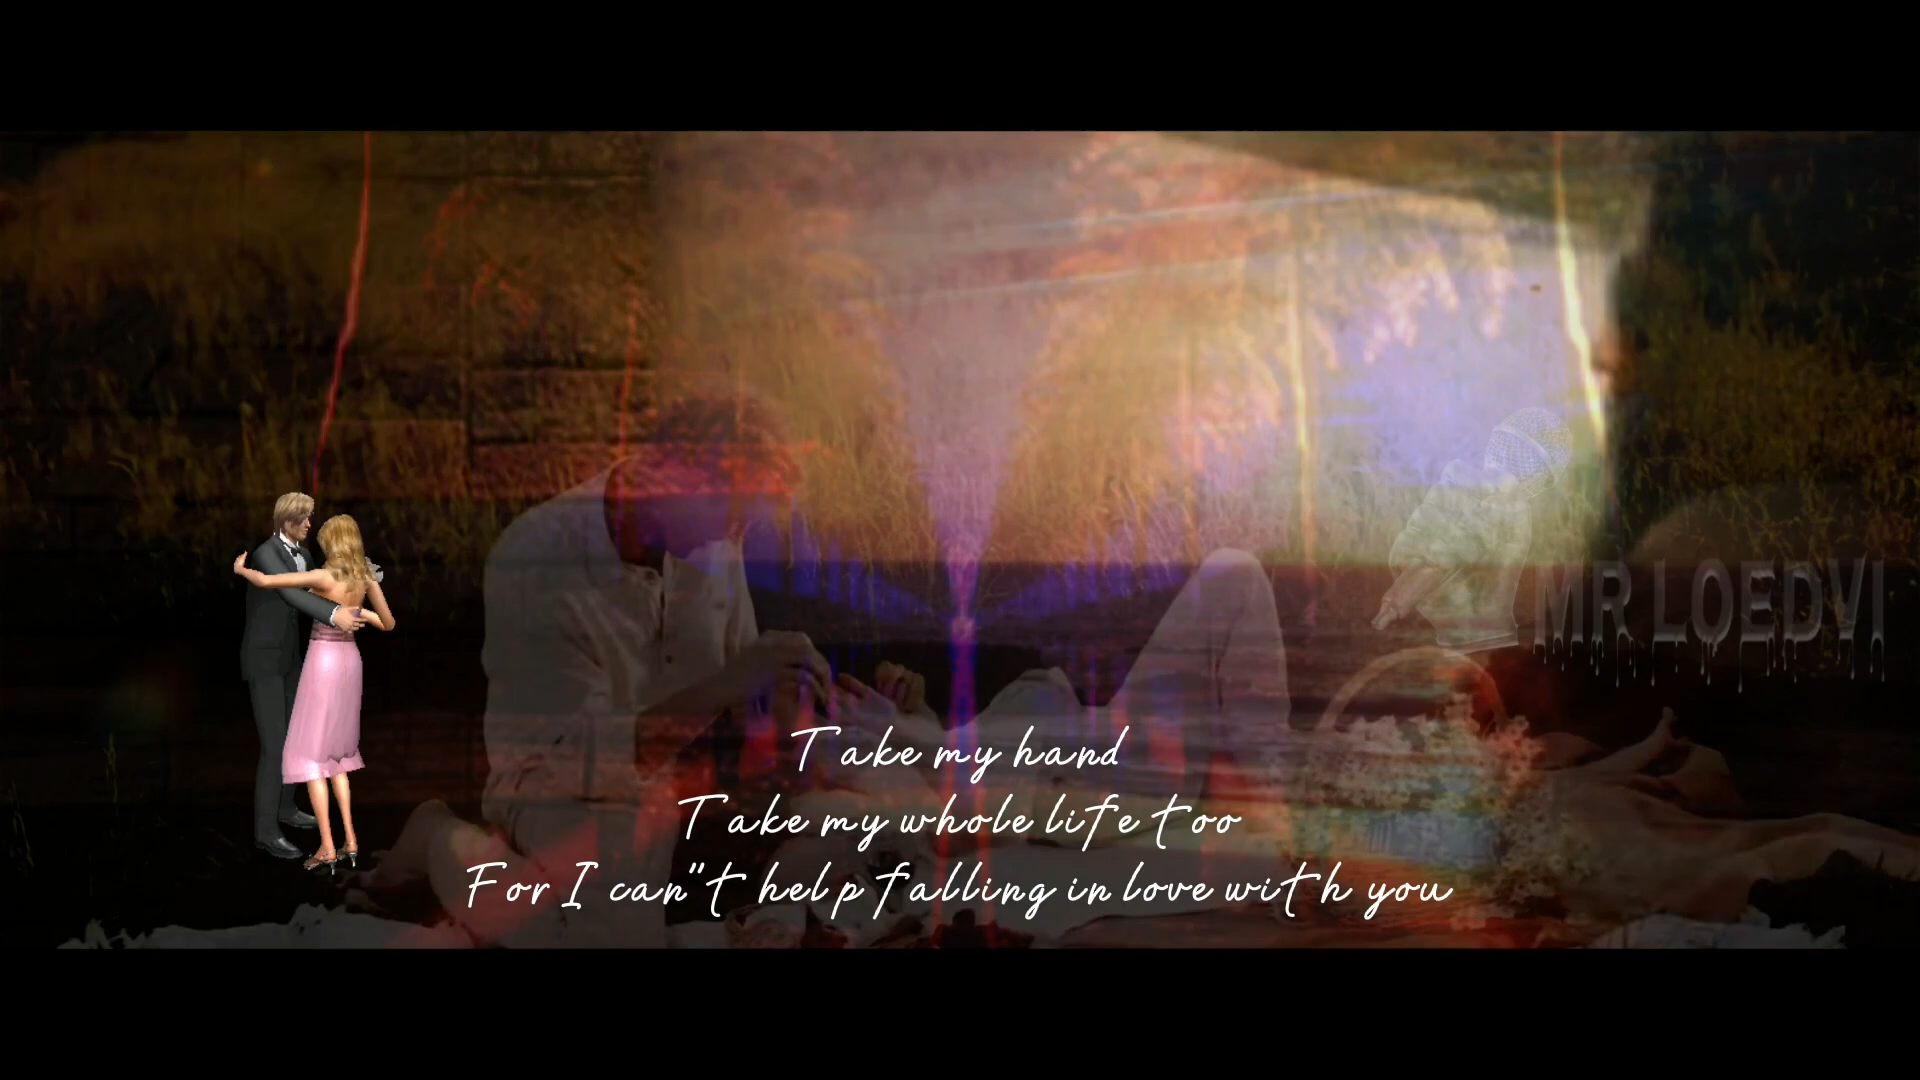 MR LOEDVI
Take my hand
Take my whole life too
For I can"t help falling in love with you